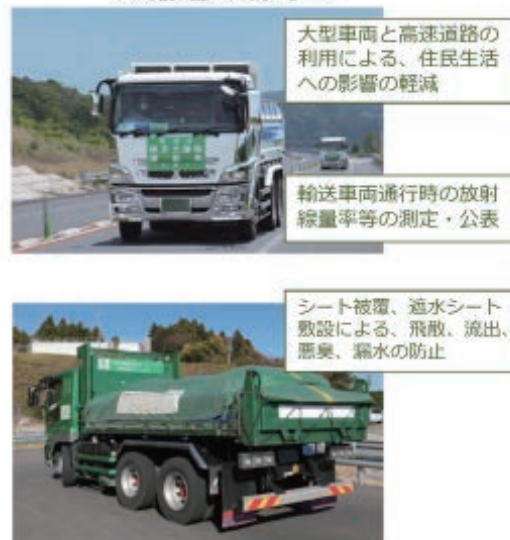 大型車両と高速道路の
利用による、住民生活
への影響の軽減
輸送車両通行時の放射
線量率等の測定・公表
シート被覆、遮水シート
敷設による、飛散、流出、
悪臭、漏水の防止